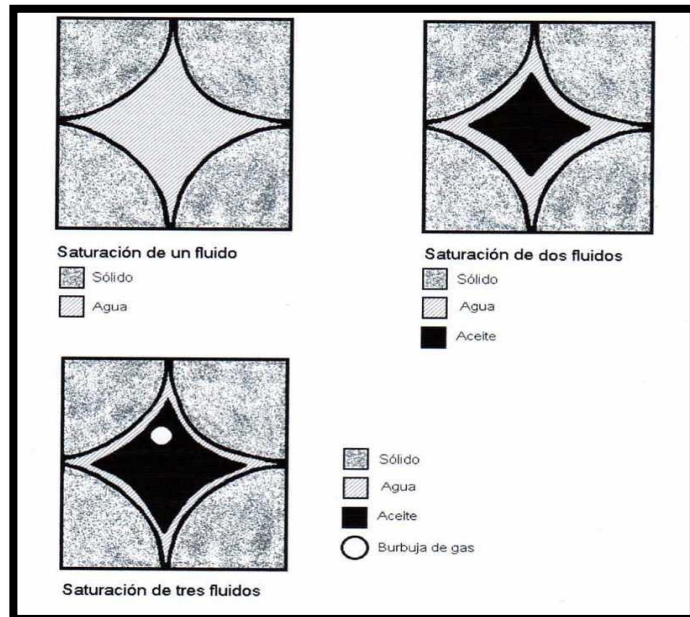 Saturación de un fluido
Sólido
Agua
Saturación de dos fluidos
Sólido
Agua
Aceite
Saturación de tres fluidos
Sólido
Agua
Aceite
Burbuja de gas